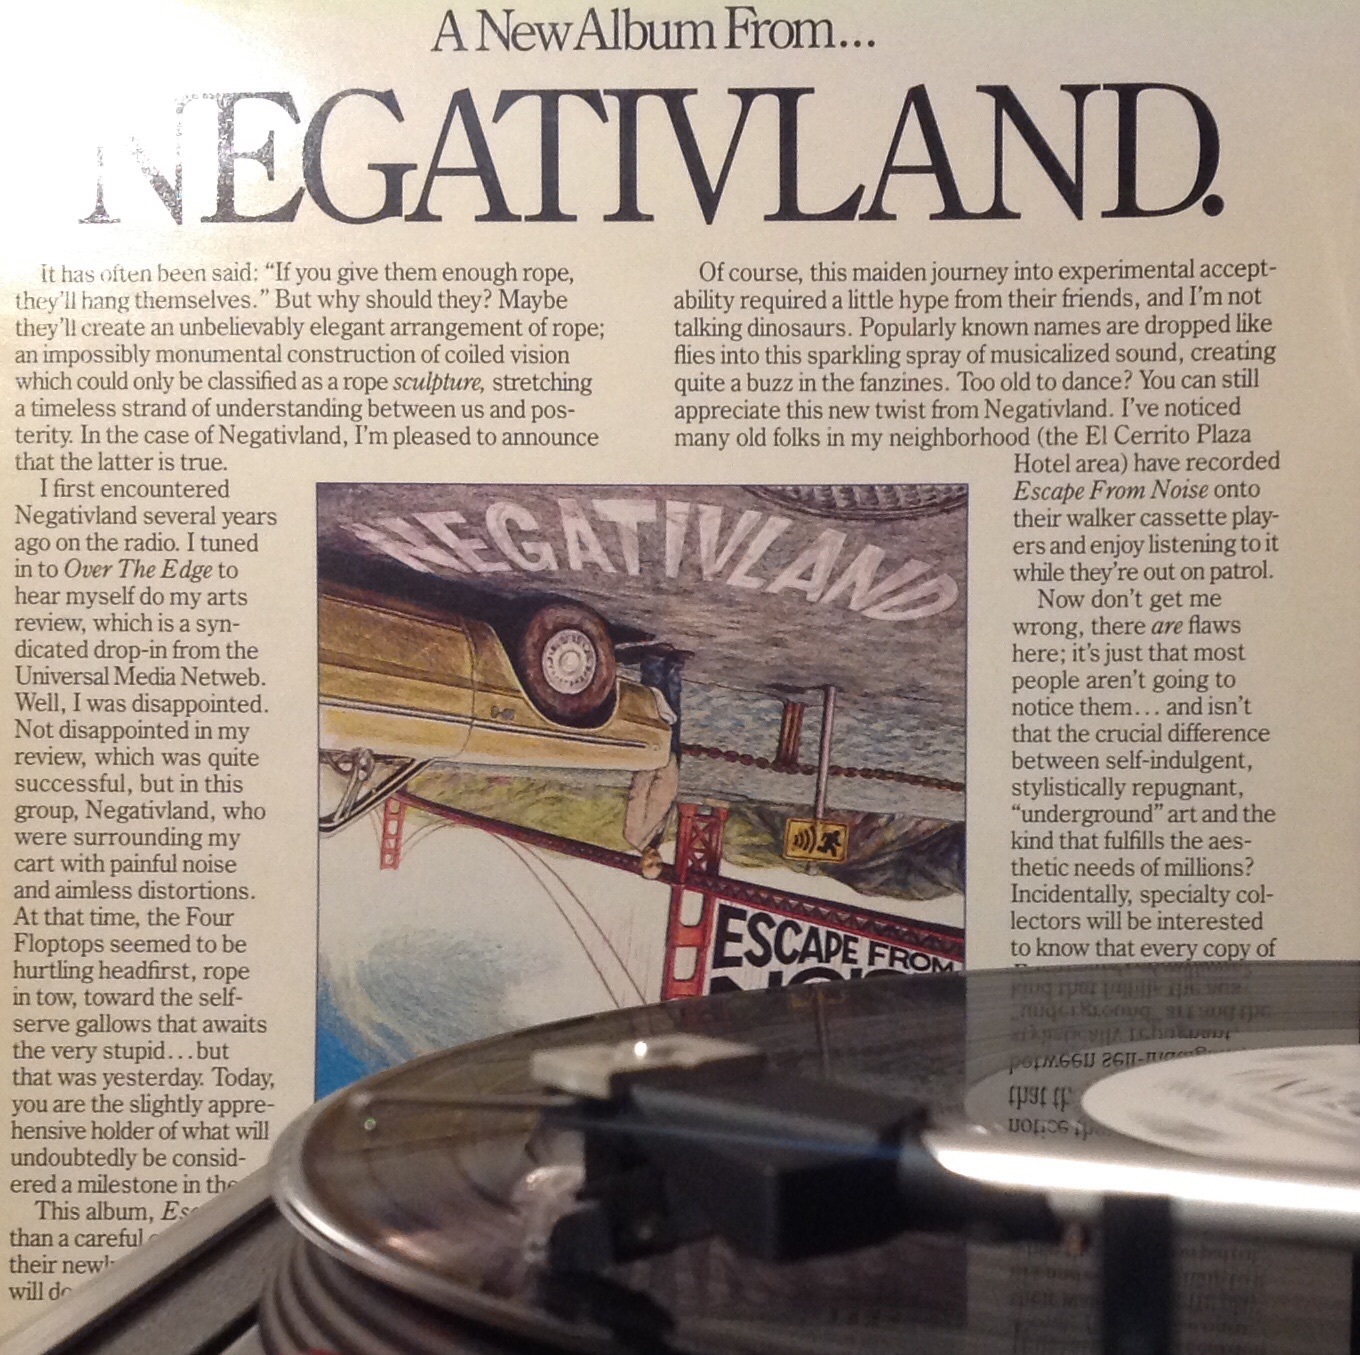 A New Album From...
NEGATIVLAND.
It has often been said: “If you give them enough rope,
they’ll hang themselves.” But why should they? Maybe
they’ll create an unbelievably elegant arrangement of rope;
an impossibly monumental construction of coiled vision
which could only be classified as a rope sculpture, stretching
a timeless strand of understanding between us and pos-
terity. In the case of Negativland, I’m pleased to announce
that the latter is true.
I first encountered
Negativland several years
ago on the radio. I tuned
in to Over The Edge to
hear myself do my arts
review, which is a syn-
dicated drop-in from the
Universal Media Netweb.
Well, I was disappointed.
Not disappointed in my
review, which was quite
successful, but in this
group, Negativland, who
were surrounding my
cart with painful noise
and aimless distortions.
At that time, the Four
Floptops seemed to be
hurtling headfirst, rope
in tow, toward the self-
serve gallows that awaits
the very stupid...but
that was yesterday. Today,
you are the slightly appre-
hensive holder of what will
undoubtedly be consid-
ered a milestone in the
This album,
than a careful
their
will
NEGATIVLAND
ESCAPE FROM
NOISE
Of course, this maiden journey into experimental accept-
ability required a little hype from their friends, and I’m not
talking dinosaurs. Popularly known names are dropped like
flies into this sparkling spray of musicalized sound, creating
quite a buzz in the fanzines. Too old to dance? You can still
appreciate this new twist from Negativland. I’ve noticed
many old folks in my neighborhood (the El Cerrito Plaza
Hotel area) have recorded
Escape From Noise onto
their walker cassette play-
ers and enjoy listening to it
while they’re out on patrol.
Now don’t get me
wrong, there are flaws
here; it’s just that most
people aren’t going to
notice them... and isn’t
that the crucial difference
between self-indulgent,
stylistically repugnant,
“underground” art and the
kind that fulfills the aes-
thetic needs of millions?
Incidentally, specialty col-
lectors will be interested
to know that every copy of